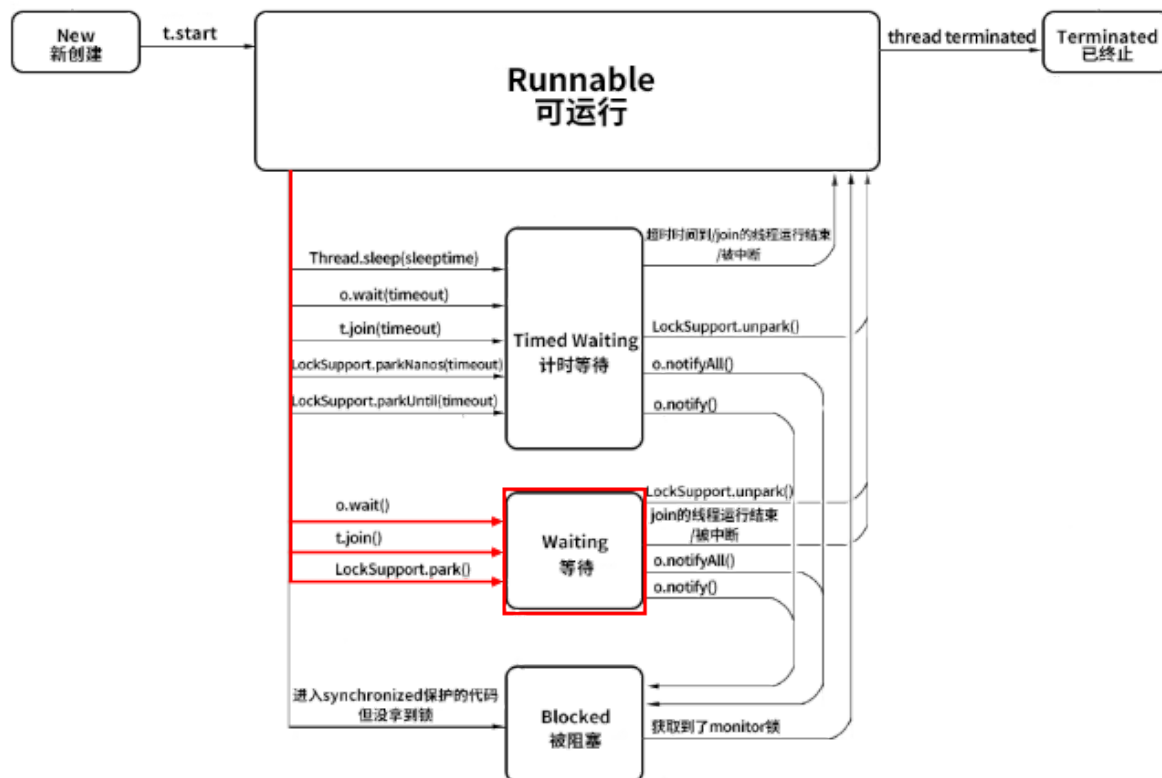 New
新创建
t.start
Runnable
可运行
thread terminated
Terminated
已终止
Thread.sleep(sleeptime)
o.wait(timeout)
t.join(timeout)
LockSupport.parkNanos(timeout)
LockSupport.parkUntil(timeout)
Timed Waiting
计时等待
超时时间到/join的线程运行结束
/被中断
LockSupport.unpark()
o.notifyAll()
o.notify()
o.wait()
t.join()
LockSupport.park()
Waiting
等待
LockSupport.unpark()
join的线程运行结束
/被中断
o.notifyAll()
o.notify()
进入synchronized保护的代码
但没拿到锁
Blocked
被阻塞
获取到了monitor锁